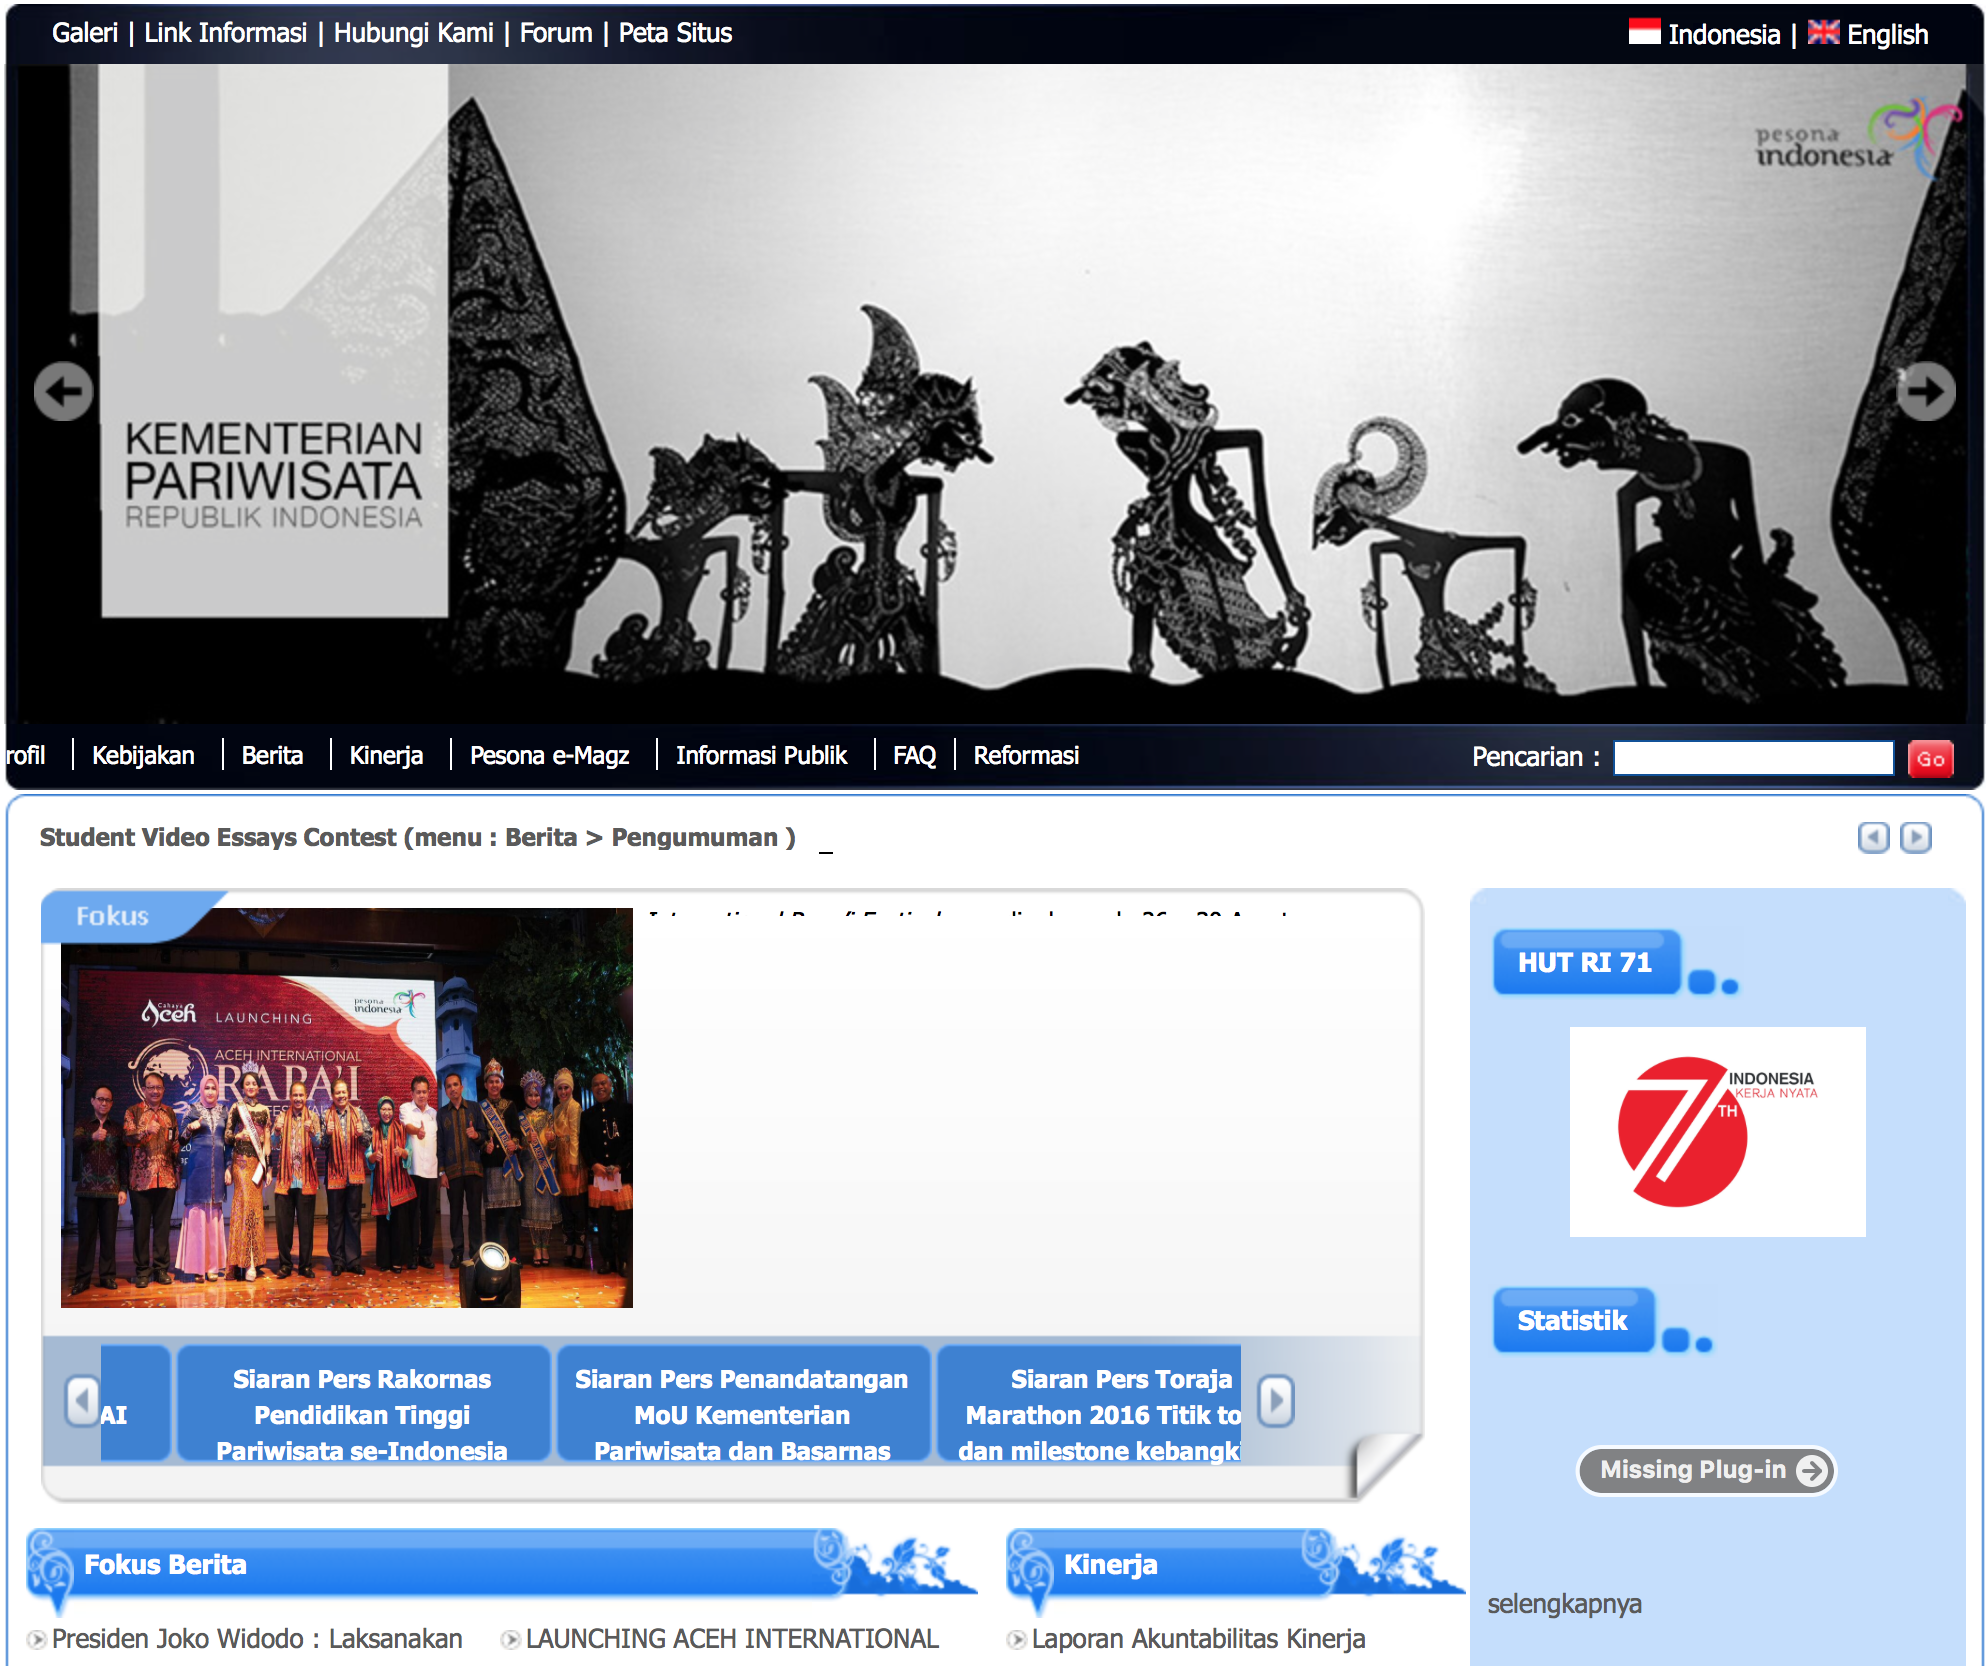 Galeri | Link Informasi | Hubungi Kami | Forum | Peta Situs
Indonesia | English
pesona
indonesia
KEMENTERIAN
PARIWISATA
REPUBLIK INDONESIA
rofil | Kebijakan | Berita | Kinerja | Pesona e-Magz | Informasi Publik | FAQ | Reformasi
Pencarian :
Go
Student Video Essays Contest (menu : Berita > Pengumuman ) _
Fokus
Cahaya
Aceh LAUNCHING
pesona
indonesia
ACEH INTERNATIONAL
RAPA'I
AI
Siaran Pers Rakornas
Pendidikan Tinggi
Pariwisata se-Indonesia
Siaran Pers Penandatangan
MoU Kementerian
Pariwisata dan Basarnas
Siaran Pers Toraja
Marathon 2016 Titik to
dan milestone kebangki
HUT RI 71
71
TH
INDONESIA
KERJA NYATA
Statistik
Missing Plug-in
selengkapnya
Fokus Berita
Presiden Joko Widodo : Laksanakan
LAUNCHING ACEH INTERNATIONAL
Kinerja
Laporan Akuntabilitas Kinerja